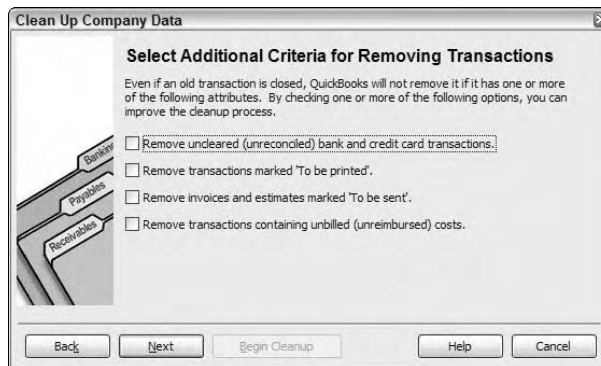 Clean Up Company Data
Select Additional Criteria for Removing Transactions
Even if an old transaction is closed, QuickBooks will not remove it if it has one or more
of the following attributes. By checking one or more of the following options, you can
improve the cleanup process.
Remove uncleared (unreconciled) bank and credit card transactions.
Remove transactions marked 'To be printed'.
Remove invoices and estimates marked 'To be sent'.
Remove transactions containing unbilled (unreimbursed) costs.
Banking
Payables
Receivables
Back
Next
Begin Cleanup
Help
Cancel